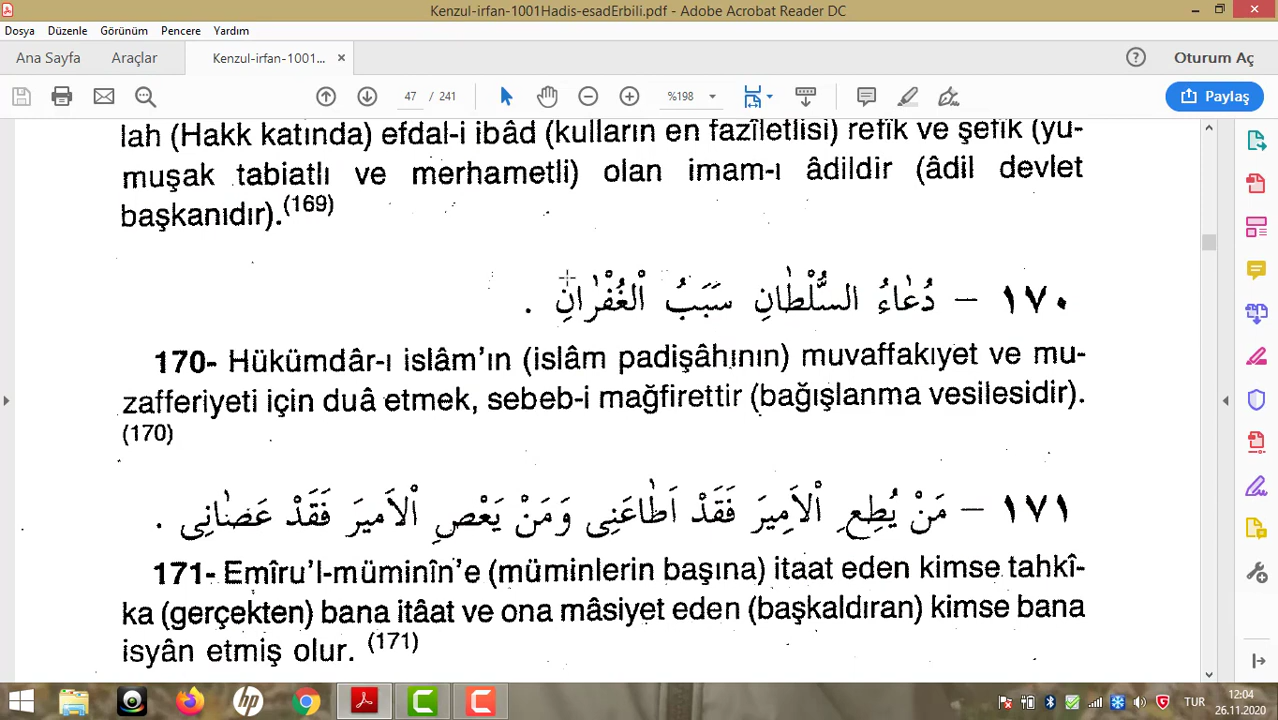 Kenzul-irfan-1001Hadis-esadErbili.pdf - Adobe Acrobat Reader DC
Dosya Düzenle Görünüm Pencere Yardım
Ana Sayfa Araçlar Kenzul-irfan-1001... × Oturum Aç
47 / 241 %198 Paylaş
lah (Hakk katında) efdal-i ibâd (kulların en fazîletlisi) refîk ve şefîk (yu-
muşak tabiatlı ve merhametli) olan imam-ı âdildir (âdil devlet
başkanıdır).(169)
١٧٠ – دُعَاءُ السُّلْطَانِ سَبَبُ الْغُفْرَانِ .
170- Hükümdâr-ı islâm'ın (islâm padişâhının) muvaffakıyet ve mu-
zafferiyeti için duâ etmek, sebeb-i mağfirettir (bağışlanma vesilesidir).
(170)
١٧١ – مَنْ يُطِعِ الْاَمِيرَ فَقَدْ اَطَاعَنِى وَمَنْ يَعْصِ الْاَمِيرَ فَقَدْ عَصَانِى .
171- Emîru'l-müminîn'e (müminlerin başına) itaat eden kimse tahkî-
ka (gerçekten) bana itâat ve ona mâsiyet eden (başkaldıran) kimse bana
isyân etmiş olur. (171)
TUR 12:04
26.11.2020